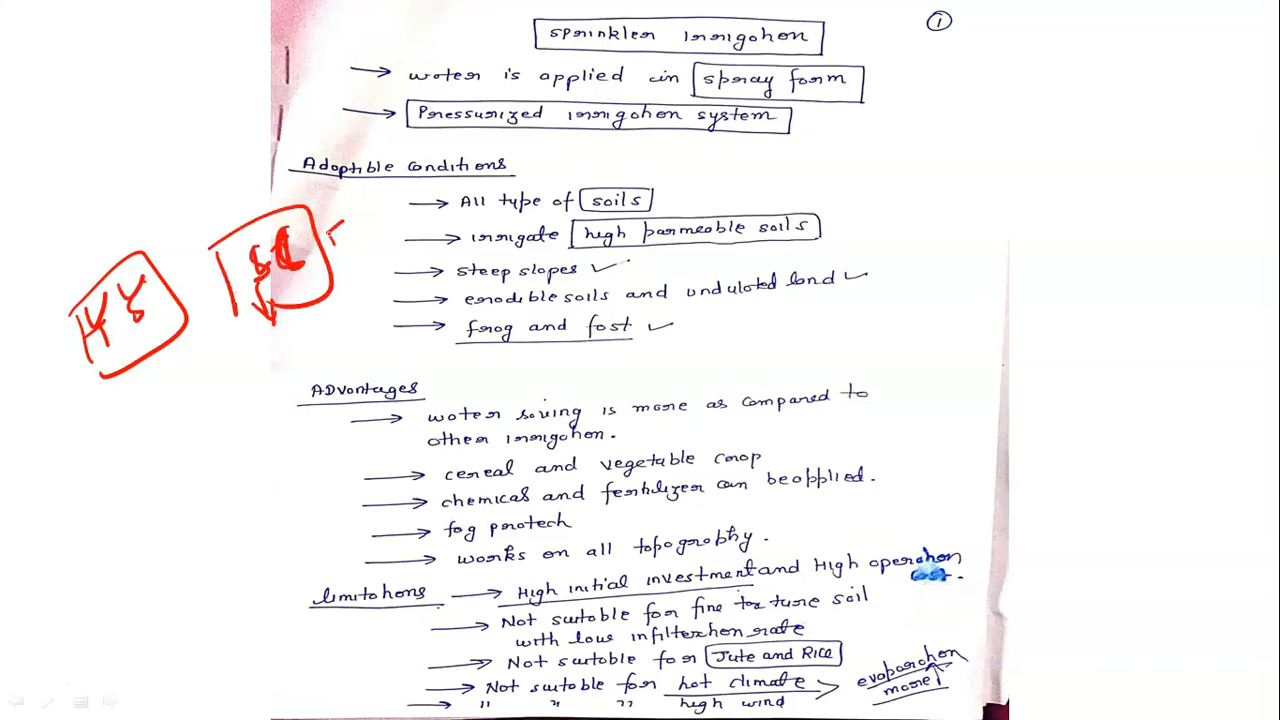 ①
sprinkler irrigation
→ water is applied in spray form
→ Pressurized irrigation system
Adoptible conditions
→ All type of soils
→ irrigate high parmeable soils
→ steep slopes ✓
→ erodible soils and undulated land ✓
→ frog and fost ✓
ADvantages
→ water saving is more as compared to
other irrigation.
→ cereal and vegetable crop
→ chemical and fertilizer can be applied.
→ fog protech
→ works on all topography.
limitations → High initial investment and High operation
cost.
→ Not suitable for fine texture soil
with low infiltertion rate
→ Not suitable for Jute and Rice
→ Not suitable for hot climate > evaporation
more ↑
→ " " " high wind